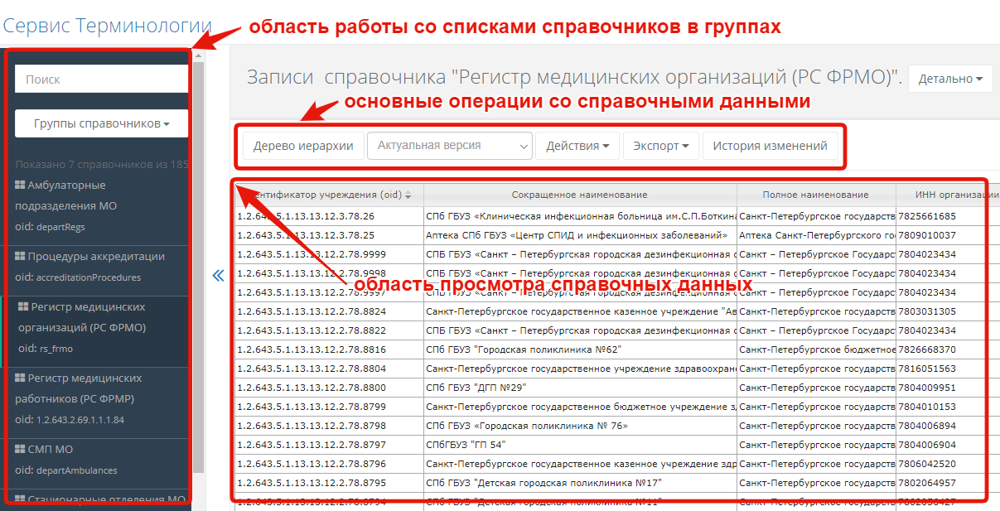 Сервис Терминологии
область работы со списками справочников в группах
Поиск
Группы справочников
Показано 7 справочников из 185
Амбулаторные
подразделения МО
oid: departRegs
Процедуры аккредитации
oid: accreditationProcedures
Регистр медицинских
организаций (РС ФРМО)
oid: rs_frmo
Регистр медицинских
работников (РС ФРМР)
oid: 1.2.643.2.69.1.1.1.84
СМП МО
oid: departAmbulances
Стационарные отделения МО
Записи справочника "Регистр медицинских организаций (РС ФРМО)". Детально
основные операции со справочными данными
Дерево иерархии Актуальная версия Действия Экспорт История изменений
нтификатор учреждения (oid) Сокращенное наименование Полное наименование ИНН организации
1.2.643.5.1.13.13.12.3.78.26 СПб ГБУЗ «Клиническая инфекционная больница им.С.П.Боткина Санкт-Петербургское государств 7825661685
1.2.643.5.1.13.13.12.3.78.25 Аптека СПб ГБУЗ «Центр СПИД и инфекционных заболеваний» Аптека Санкт-Петербургского го 7809010037
1.2.643.5.1.13.13.12.2.78.9999 СПБ ГБУЗ «Санкт – Петербургская городская дезинфекционная с Санкт – Петербургское Государс 7804023434
1.2.643.5.1.13.13.12.2.78.9998 СПБ ГБУЗ «Санкт – Петербургская городская дезинфекционная с Санкт – Петербургское Государс 7804023434
область просмотра справочных данных
1.2.643.5.1.13.13.12.2.78.9997 СПБ ГБУЗ «Санкт – Петербургская городская дезинфекционная с Санкт – Петербургское Государс 7804023434
1.2.643.5.1.13.13.12.2.78.8824 Санкт-Петербургское государственное казенное учреждение "Ав Санкт-Петербургское государств 7803031305
1.2.643.5.1.13.13.12.2.78.8822 СПБ ГБУЗ «Санкт – Петербургская городская дезинфекционная с Санкт – Петербургское Государс 7804023434
1.2.643.5.1.13.13.12.2.78.8816 СПб ГБУЗ "Городская поликлиника №62" Санкт-Петербургское бюджетное 7826668370
1.2.643.5.1.13.13.12.2.78.8804 Санкт-Петербургское государственное учреждение здравоохран Санкт-Петербургское государств 7816051563
1.2.643.5.1.13.13.12.2.78.8800 СПб ГБУЗ "ДГП №29" Санкт-Петербургское государств 7804009951
1.2.643.5.1.13.13.12.2.78.8799 Санкт-Петербургское государственное бюджетное учреждение з Санкт-Петербургское государств 7804010153
1.2.643.5.1.13.13.12.2.78.8798 СПб ГБУЗ «Городская поликлиника № 76» Санкт-Петербургское государств 7804006894
1.2.643.5.1.13.13.12.2.78.8797 СПбГБУЗ "ГП 54" Санкт-Петербургское государств 7804006904
1.2.643.5.1.13.13.12.2.78.8796 Санкт-Петербургское государственное казенное учреждение здр Санкт-Петербургское государств 7806042520
1.2.643.5.1.13.13.12.2.78.8795 СПб ГБУЗ "Детская городская поликлиника №17" Санкт-Петербургское государств 7802064957
1.2.643.5.1.13.13.12.2.78.8794 СПб ГБУЗ "Детская городская поликлиника №11" Санкт-Петербургское государств